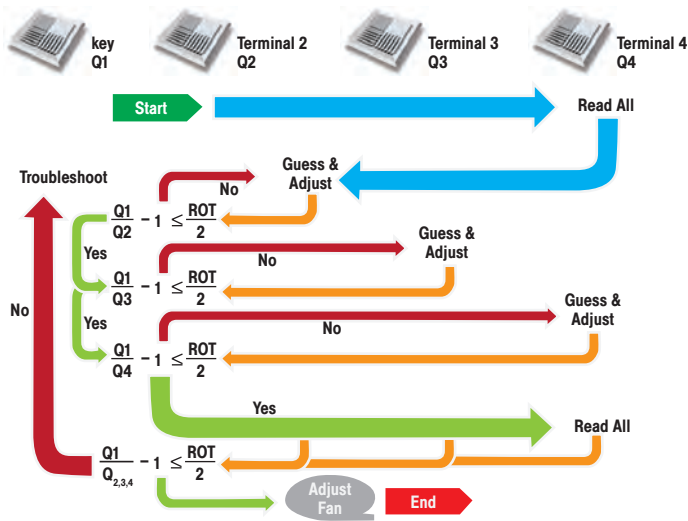 key
Q1
Terminal 2
Q2
Terminal 3
Q3
Terminal 4
Q4
Start
Read All
Troubleshoot
No
Guess &
Adjust
Q1/Q2 − 1 ≤ ROT/2
Yes
No
Guess &
Adjust
Q1/Q3 − 1 ≤ ROT/2
No
Yes
No
Guess &
Adjust
Q1/Q4 − 1 ≤ ROT/2
Yes
Read All
Q1/Q2,3,4 − 1 ≤ ROT/2
Adjust
Fan
End